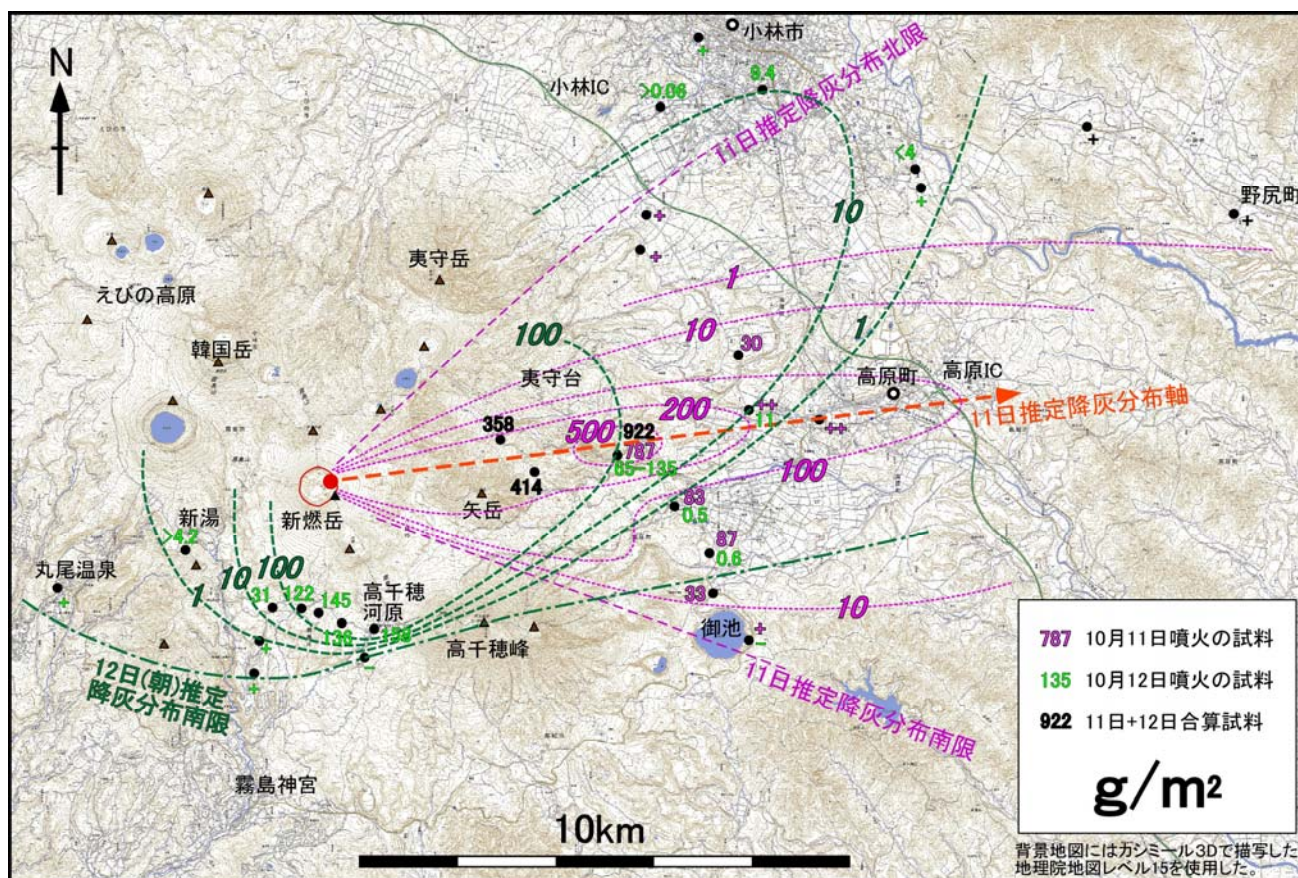 N
小林市
小林IC
>0.06
8.4
+
11日推定降灰分布北限
<4
+
+
野尻町
+
+
+
10
夷守岳
えびの高原
1
10
100
1
韓国岳
夷守台
30
高原町
高原IC
200
++
11
11日推定降灰分布軸
358
500
922
787
65-135
++
100
414
矢岳
新燃岳
83
0.5
新湯
>4.2
87
0.6
丸尾温泉
+
1
10
100
31
122
145
136
高千穂
河原
33
10
御池
+
-
高千穂峰
+
-
+
12日(朝)推定
降灰分布南限
11日推定降灰分布南限
霧島神宮
10km
787 10月11日噴火の試料
135 10月12日噴火の試料
922 11日+12日合算試料
g/m²
背景地図にはカシミール3Dで描写した
地理院地図レベル15を使用した。